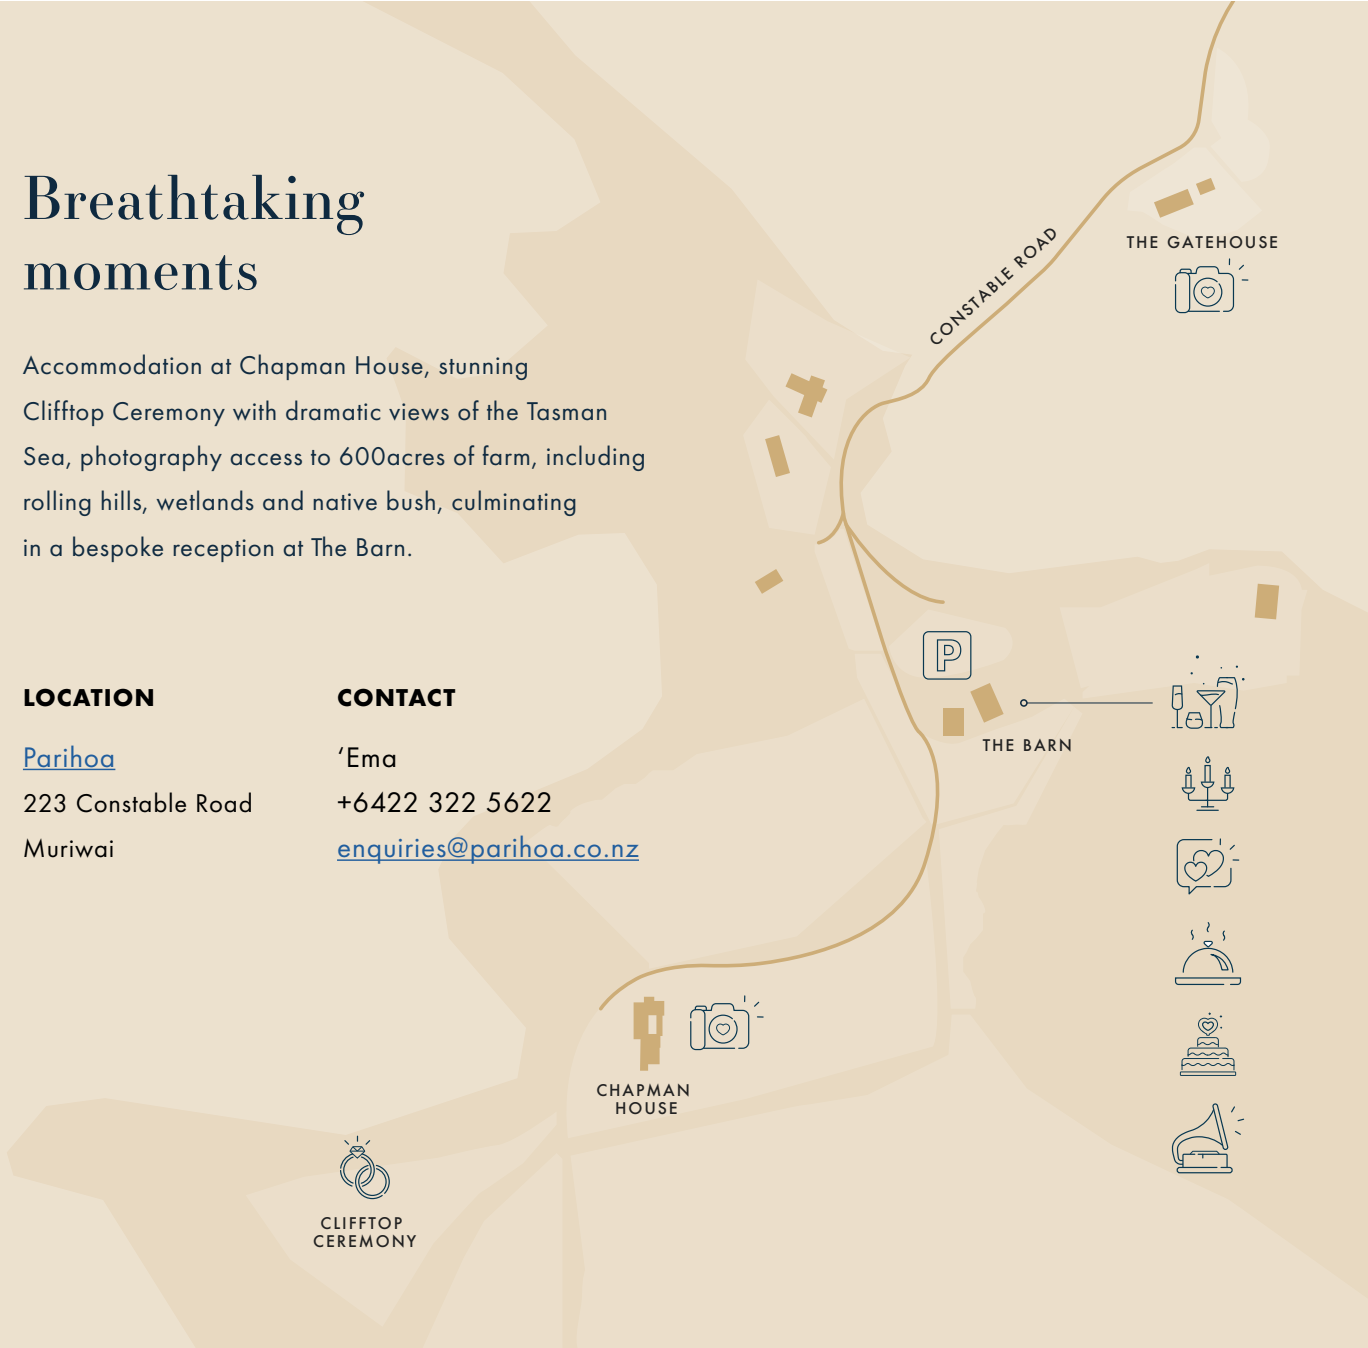 Breathtaking
moments
Accommodation at Chapman House, stunning
Clifftop Ceremony with dramatic views of the Tasman
Sea, photography access to 600acres of farm, including
rolling hills, wetlands and native bush, culminating
in a bespoke reception at The Barn.
LOCATION
Parihoa
223 Constable Road
Muriwai
CONTACT
‘Ema
+6422 322 5622
enquiries@parihoa.co.nz
CONSTABLE ROAD
THE GATEHOUSE
P
THE BARN
CHAPMAN
HOUSE
CLIFFTOP
CEREMONY